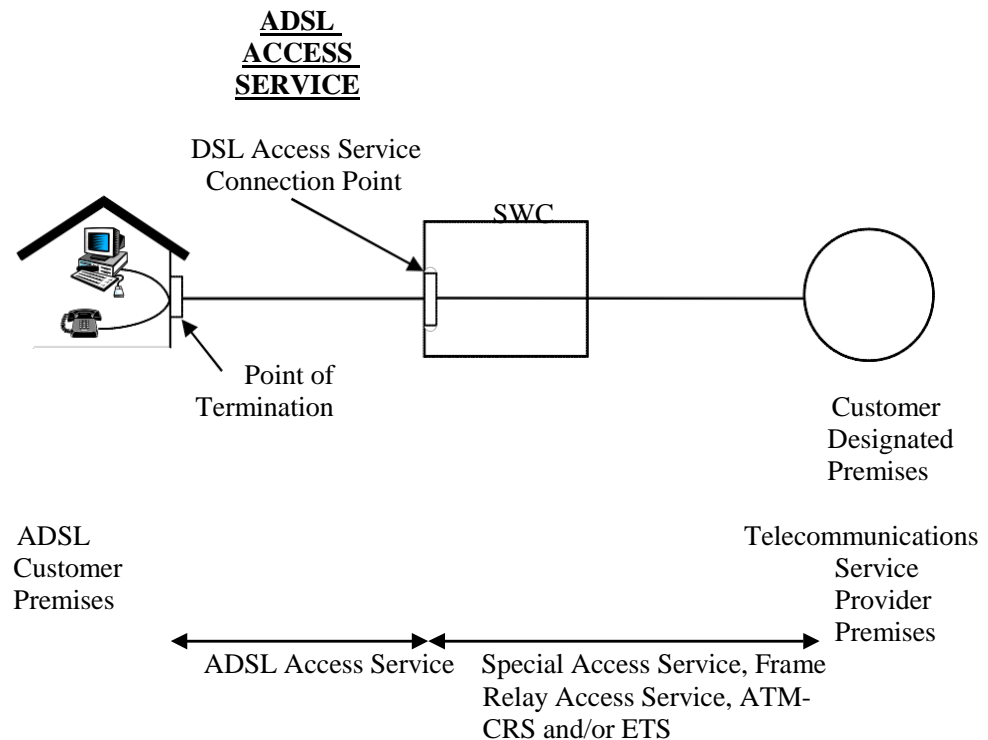 ADSL
ACCESS
SERVICE
DSL Access Service
Connection Point
SWC
Point of
Termination
Customer
Designated
Premises
ADSL
Customer
Premises
Telecommunications
Service
Provider
Premises
ADSL Access Service
Special Access Service, Frame
Relay Access Service, ATM-
CRS and/or ETS